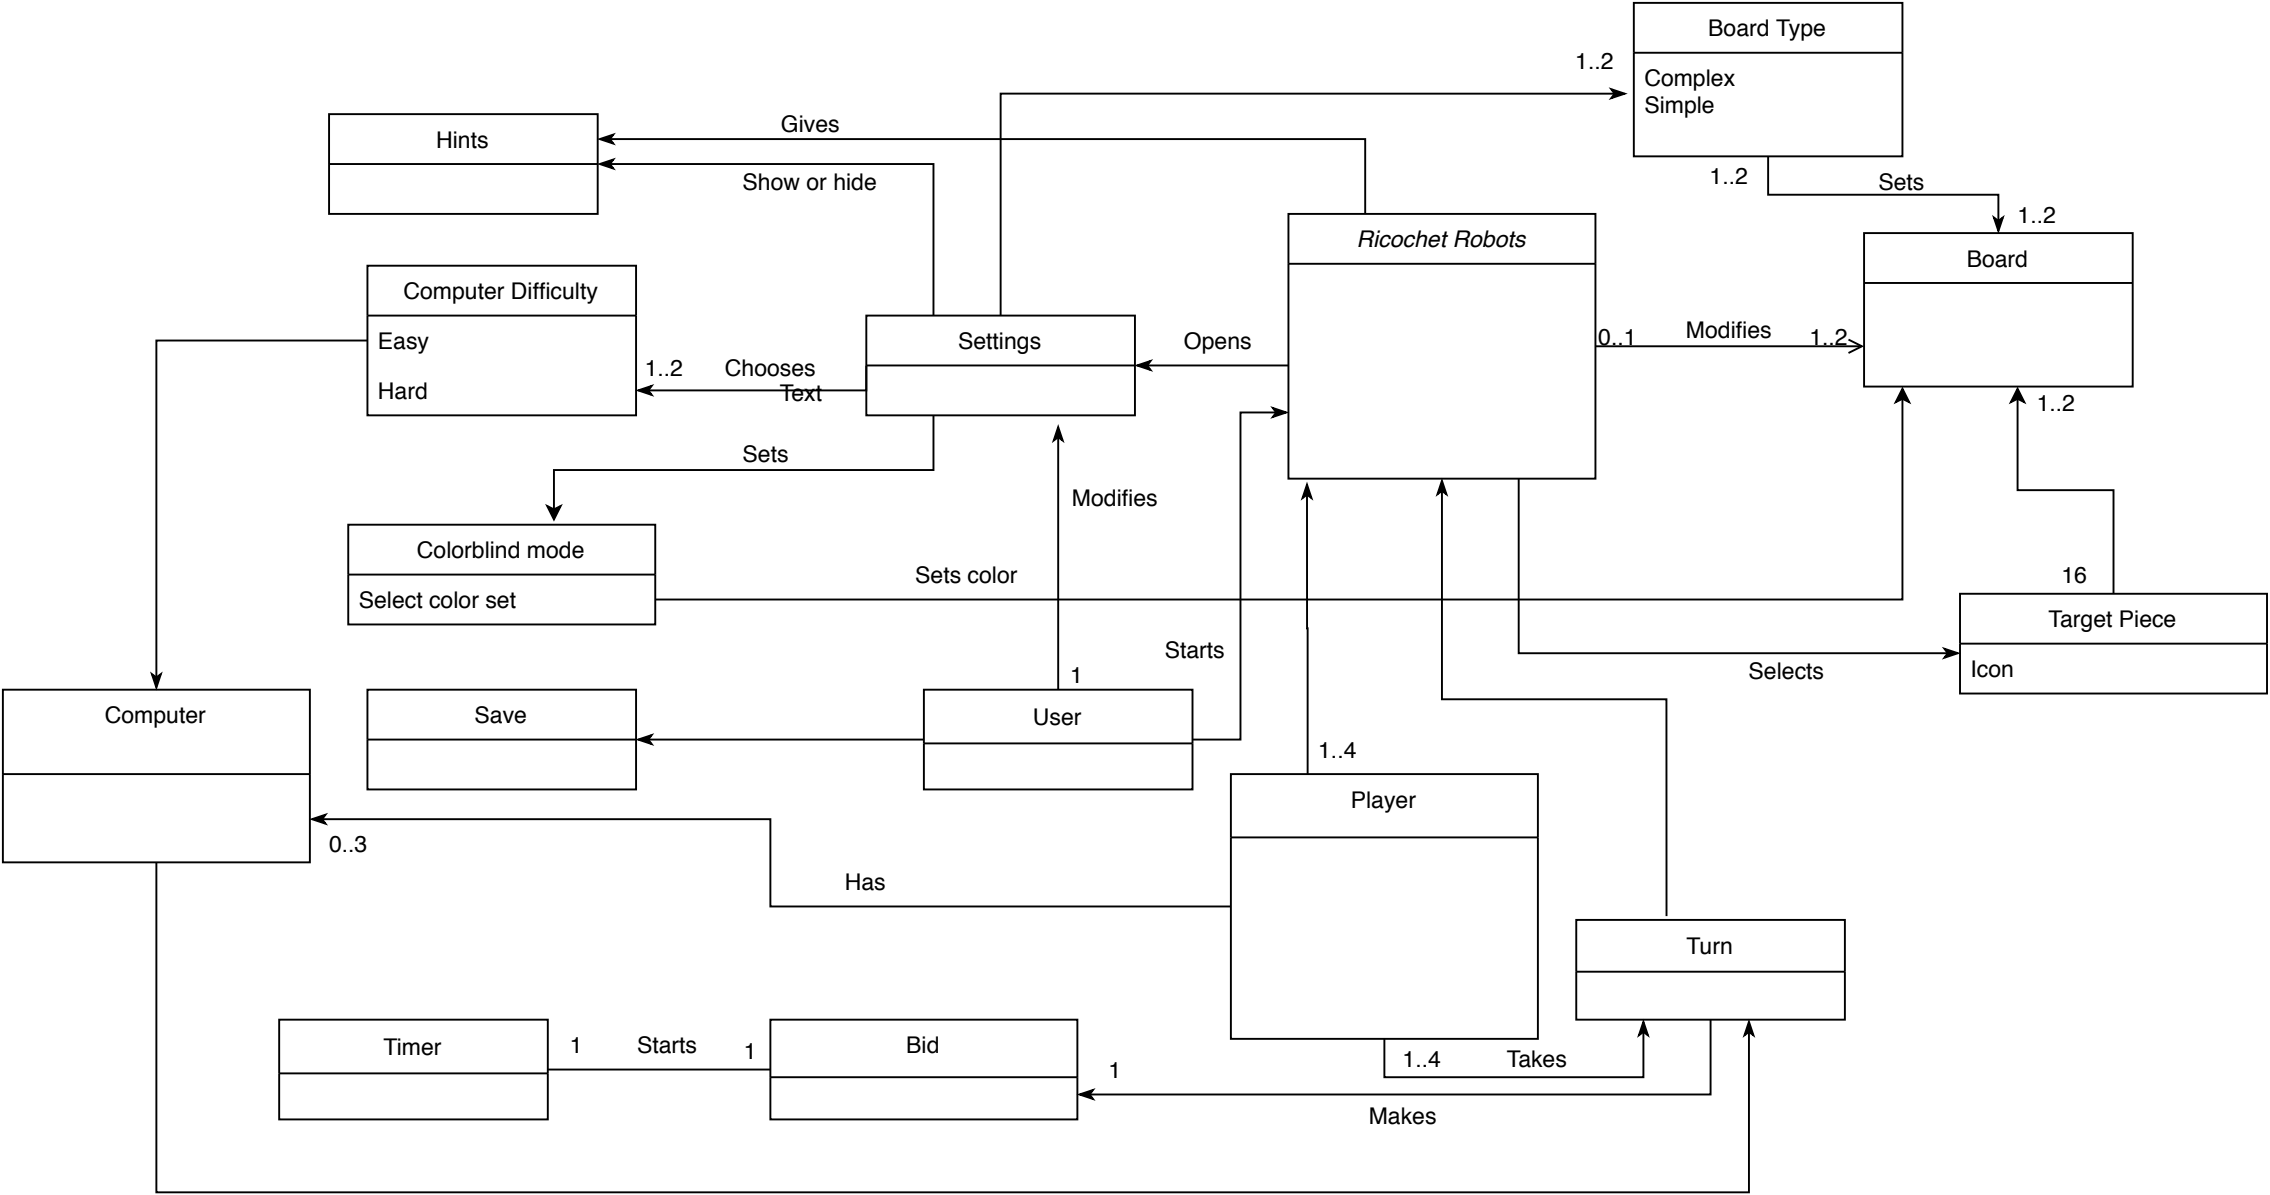 Board Type
1..2
Complex
Simple
Gives
Hints
Show or hide
1..2
Sets
1..2
Ricochet Robots
Board
Computer Difficulty
Easy
Hard
1..2
Chooses
Text
Settings
Opens
0..1
Modifies
1..2
1..2
Sets
Modifies
Colorblind mode
Select color set
Sets color
16
Target Piece
Icon
Starts
Selects
1
Computer
Save
User
1..4
Player
0..3
Has
Turn
Timer
1
Starts
1
Bid
1
1..4
Takes
Makes